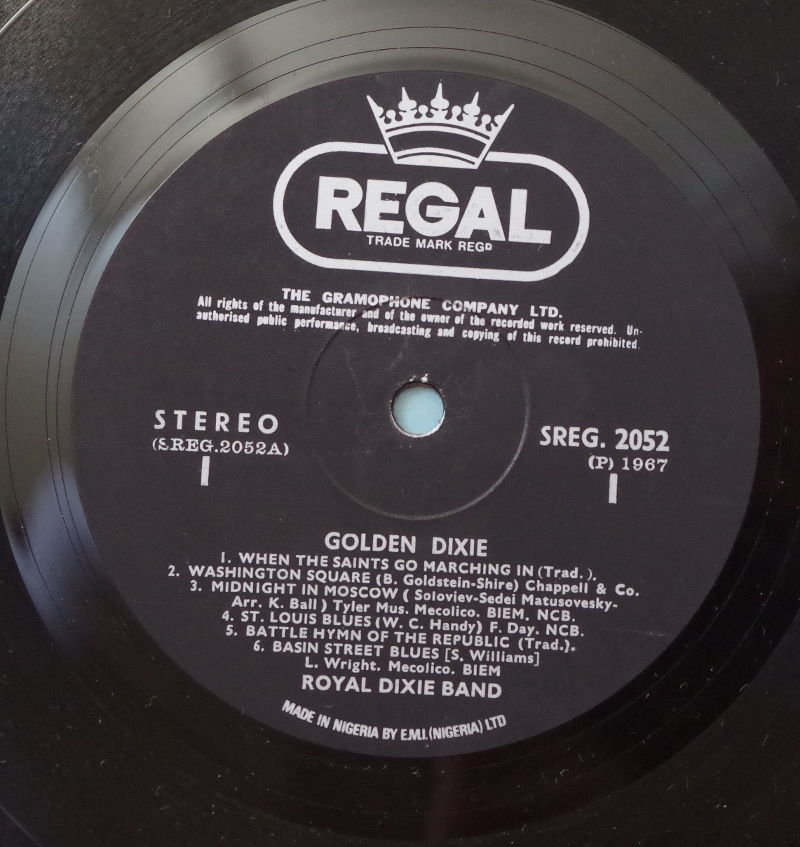 REGAL
TRADE MARK REGD
THE GRAMOPHONE COMPANY LTD.
All rights of the manufacturer and of the owner of the recorded work reserved. Un-
authorised public performance, broadcasting and copying of this record prohibited.
STEREO
(SREG.2052A)
SREG. 2052
(P) 1967
GOLDEN DIXIE
1. WHEN THE SAINTS GO MARCHING IN (Trad.).
2. WASHINGTON SQUARE (B. Goldstein-Shire) Chappell & Co.
3. MIDNIGHT IN MOSCOW ( Soloviev-Sedei Matusovesky-
Arr. K. Ball ) Tyler Mus. Mecolico. BIEM, NCB.
4. ST. LOUIS BLUES (W. C. Handy) F. Day. NCB.
5. BATTLE HYMN OF THE REPUBLIC (Trad.).
6. BASIN STREET BLUES [S. Williams]
L. Wright. Mecolico. BIEM
ROYAL DIXIE BAND
MADE IN NIGERIA BY E.M.I. (NIGERIA) LTD